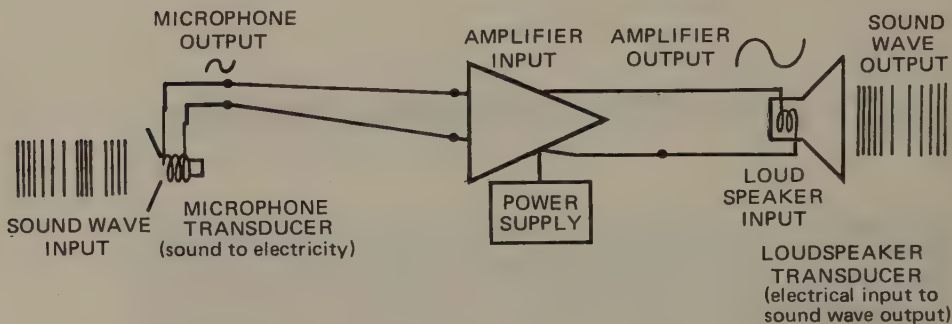 MICROPHONE
OUTPUT
AMPLIFIER
INPUT
AMPLIFIER
OUTPUT
SOUND
WAVE
OUTPUT
SOUND WAVE
INPUT
MICROPHONE
TRANSDUCER
(sound to electricity)
POWER
SUPPLY
LOUD
SPEAKER
INPUT
LOUDSPEAKER
TRANSDUCER
(electrical input to
sound wave output)